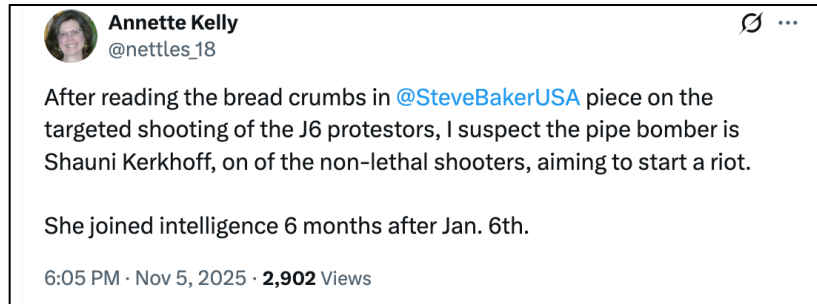 Annette Kelly
@nettles_18
After reading the bread crumbs in @SteveBakerUSA piece on the
targeted shooting of the J6 protestors, I suspect the pipe bomber is
Shauni Kerkhoff, on of the non-lethal shooters, aiming to start a riot.
She joined intelligence 6 months after Jan. 6th.
6:05 PM · Nov 5, 2025 · 2,902 Views